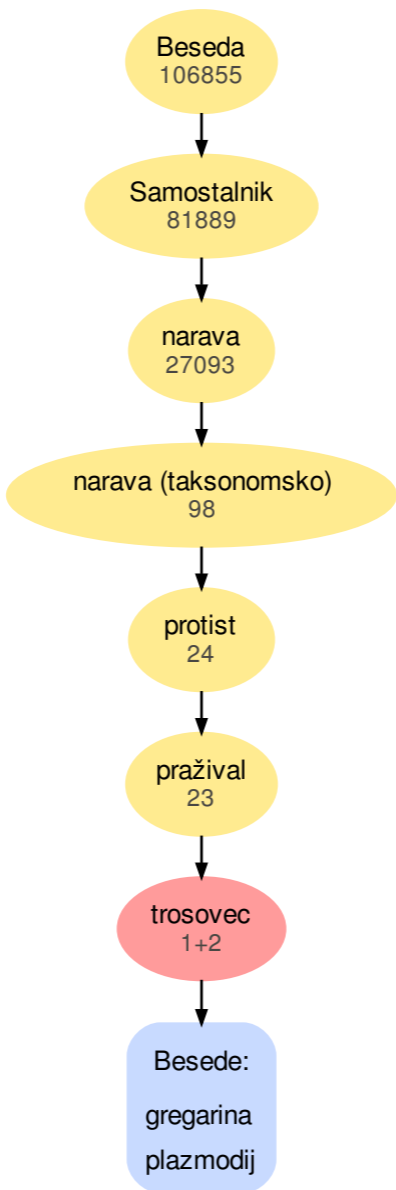 Beseda
106855
Samostalnik
81889
narava
27093
narava (taksonomsko)
98
protist
24
pražival
23
trosovec
1+2
Besede:
gregarina
plazmodij